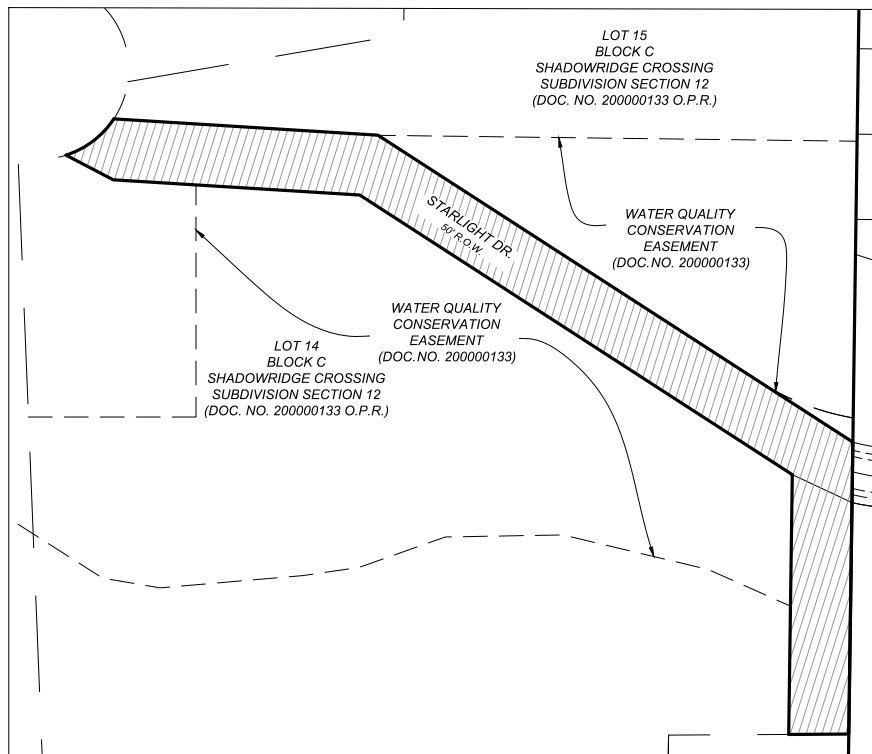 LOT 15
BLOCK C
SHADOWRIDGE CROSSING
SUBDIVISION SECTION 12
(DOC. NO. 200000133 O.P.R.)
STARLIGHT DR.
50' R.O.W.
WATER QUALITY
CONSERVATION
EASEMENT
(DOC.NO. 200000133)
WATER QUALITY
CONSERVATION
EASEMENT
(DOC.NO. 200000133)
LOT 14
BLOCK C
SHADOWRIDGE CROSSING
SUBDIVISION SECTION 12
(DOC. NO. 200000133 O.P.R.)